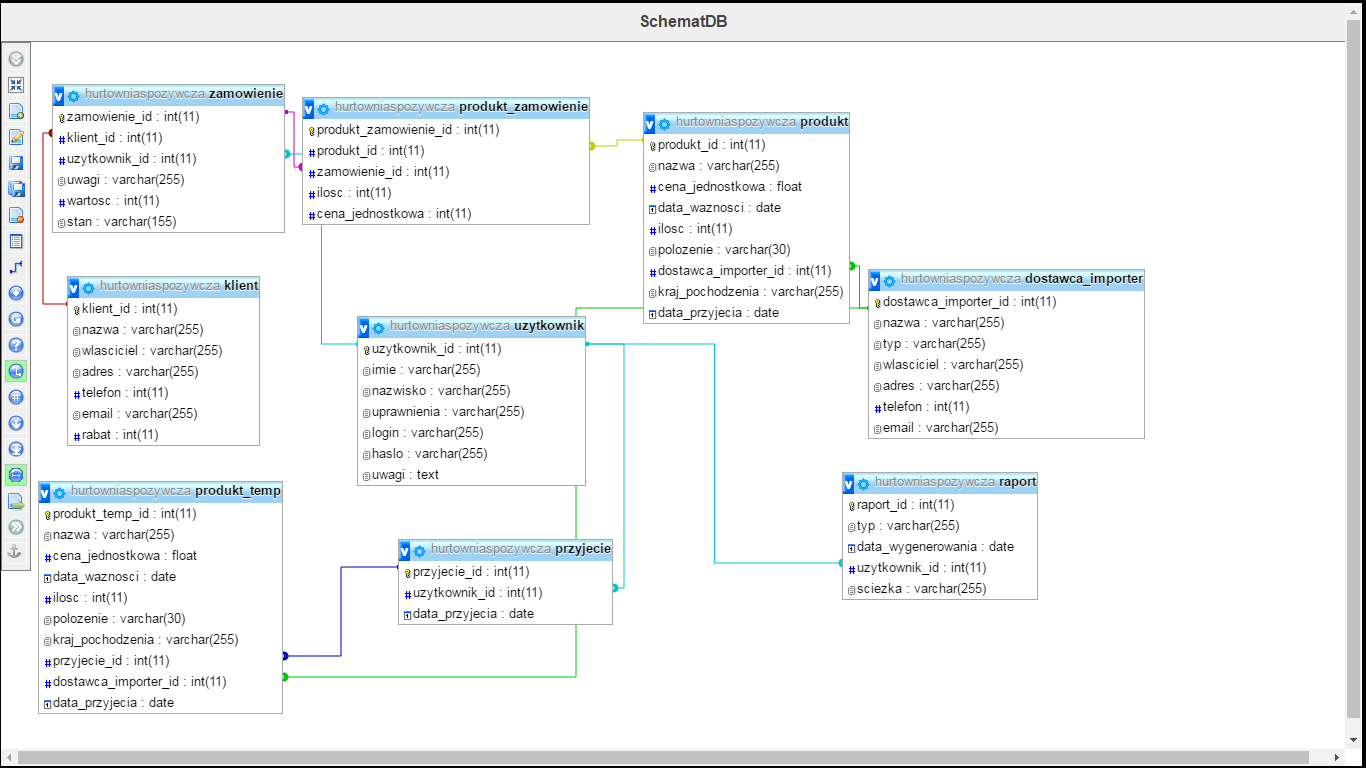 SchematDB
hurtowniaspozywcza zamowienie
zamowienie_id : int(11)
klient_id : int(11)
uzytkownik_id : int(11)
uwagi : varchar(255)
wartosc : int(11)
stan : varchar(155)
hurtowniaspozywcza produkt_zamowienie
produkt_zamowienie_id : int(11)
produkt_id : int(11)
zamowienie_id : int(11)
ilosc : int(11)
cena_jednostkowa : int(11)
hurtowniaspozywcza produkt
produkt_id : int(11)
nazwa : varchar(255)
cena_jednostkowa : float
data_waznosci : date
ilosc : int(11)
polozenie : varchar(30)
dostawca_importer_id : int(11)
kraj_pochodzenia : varchar(255)
data_przyjecia : date
hurtowniaspozywcza dostawca_importer
dostawca_importer_id : int(11)
nazwa : varchar(255)
typ : varchar(255)
wlasciciel : varchar(255)
adres : varchar(255)
telefon : int(11)
email : varchar(255)
hurtowniaspozywcza klient
klient_id : int(11)
nazwa : varchar(255)
wlasciciel : varchar(255)
adres : varchar(255)
telefon : int(11)
email : varchar(255)
rabat : int(11)
hurtowniaspozywcza uzytkownik
uzytkownik_id : int(11)
imie : varchar(255)
nazwisko : varchar(255)
uprawnienia : varchar(255)
login : varchar(255)
haslo : varchar(255)
uwagi : text
hurtowniaspozywcza produkt_temp
produkt_temp_id : int(11)
nazwa : varchar(255)
cena_jednostkowa : float
data_waznosci : date
ilosc : int(11)
polozenie : varchar(30)
kraj_pochodzenia : varchar(255)
przyjecie_id : int(11)
dostawca_importer_id : int(11)
data_przyjecia : date
hurtowniaspozywcza przyjecie
przyjecie_id : int(11)
uzytkownik_id : int(11)
data_przyjecia : date
hurtowniaspozywcza raport
raport_id : int(11)
typ : varchar(255)
data_wygenerowania : date
uzytkownik_id : int(11)
sciezka : varchar(255)